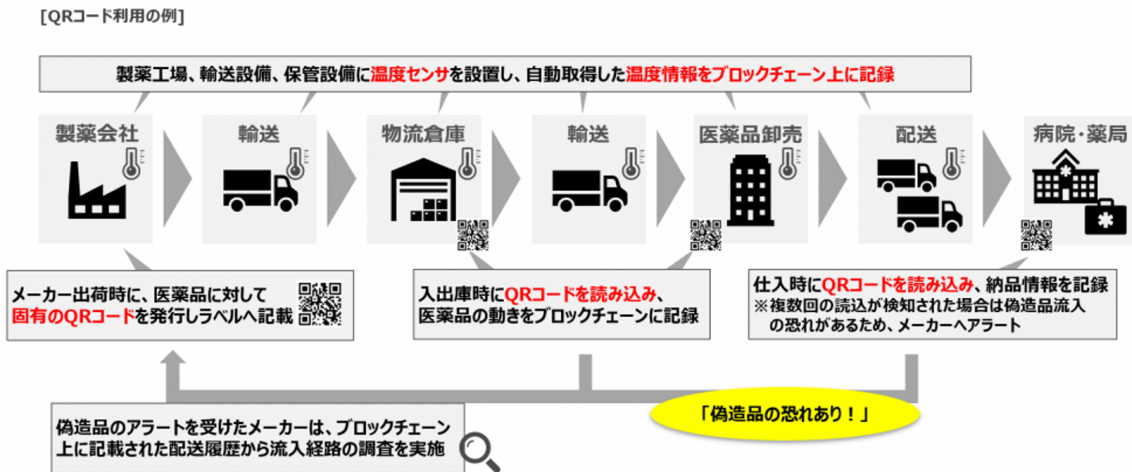 [QRコード利用の例]
製薬工場、輸送設備、保管設備に温度センサを設置し、自動取得した温度情報をブロックチェーン上に記録
製薬会社
輸送
物流倉庫
輸送
医薬品卸売
配送
病院・薬局
メーカー出荷時に、医薬品に対して
固有のQRコードを発行しラベルへ記載
入出庫時にQRコードを読み込み、
医薬品の動きをブロックチェーンに記録
仕入時にQRコードを読み込み、納品情報を記録
※複数回の読込が検知された場合は偽造品流入
の恐れがあるため、メーカーへアラート
「偽造品の恐れあり!」
偽造品のアラートを受けたメーカーは、ブロックチェーン
上に記載された配送履歴から流入経路の調査を実施